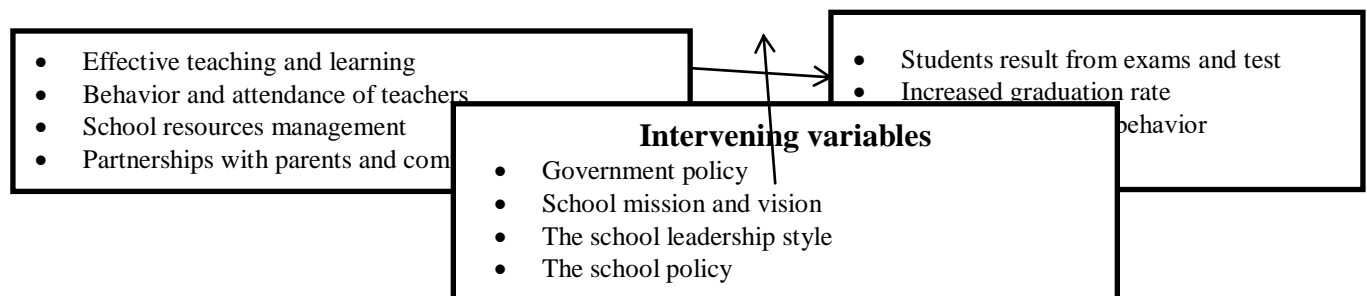 • Effective teaching and learning
• Behavior and attendance of teachers
• School resources management
• Partnerships with parents and
• Students result from exams and test
• Increased graduation rate
behavior
Intervening variables
• Government policy
• School mission and vision
• The school leadership style
• The school policy